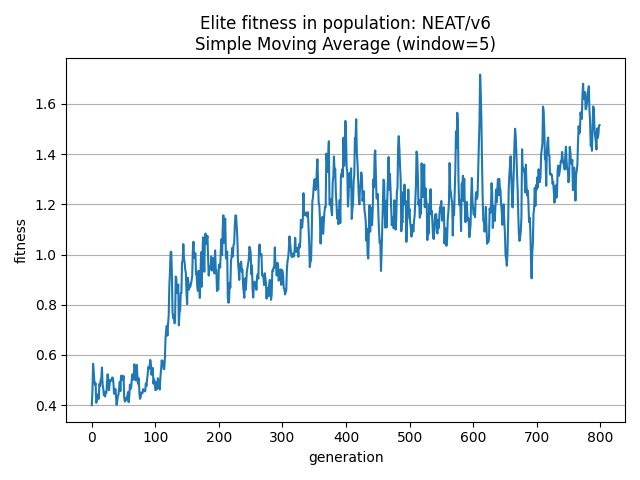 Elite fitness in population: NEAT/v6
Simple Moving Average (window=5)
fitness
1.6
1.4
1.2
1.0
0.8
0.6
0.4
0 100 200 300 400 500 600 700 800
generation